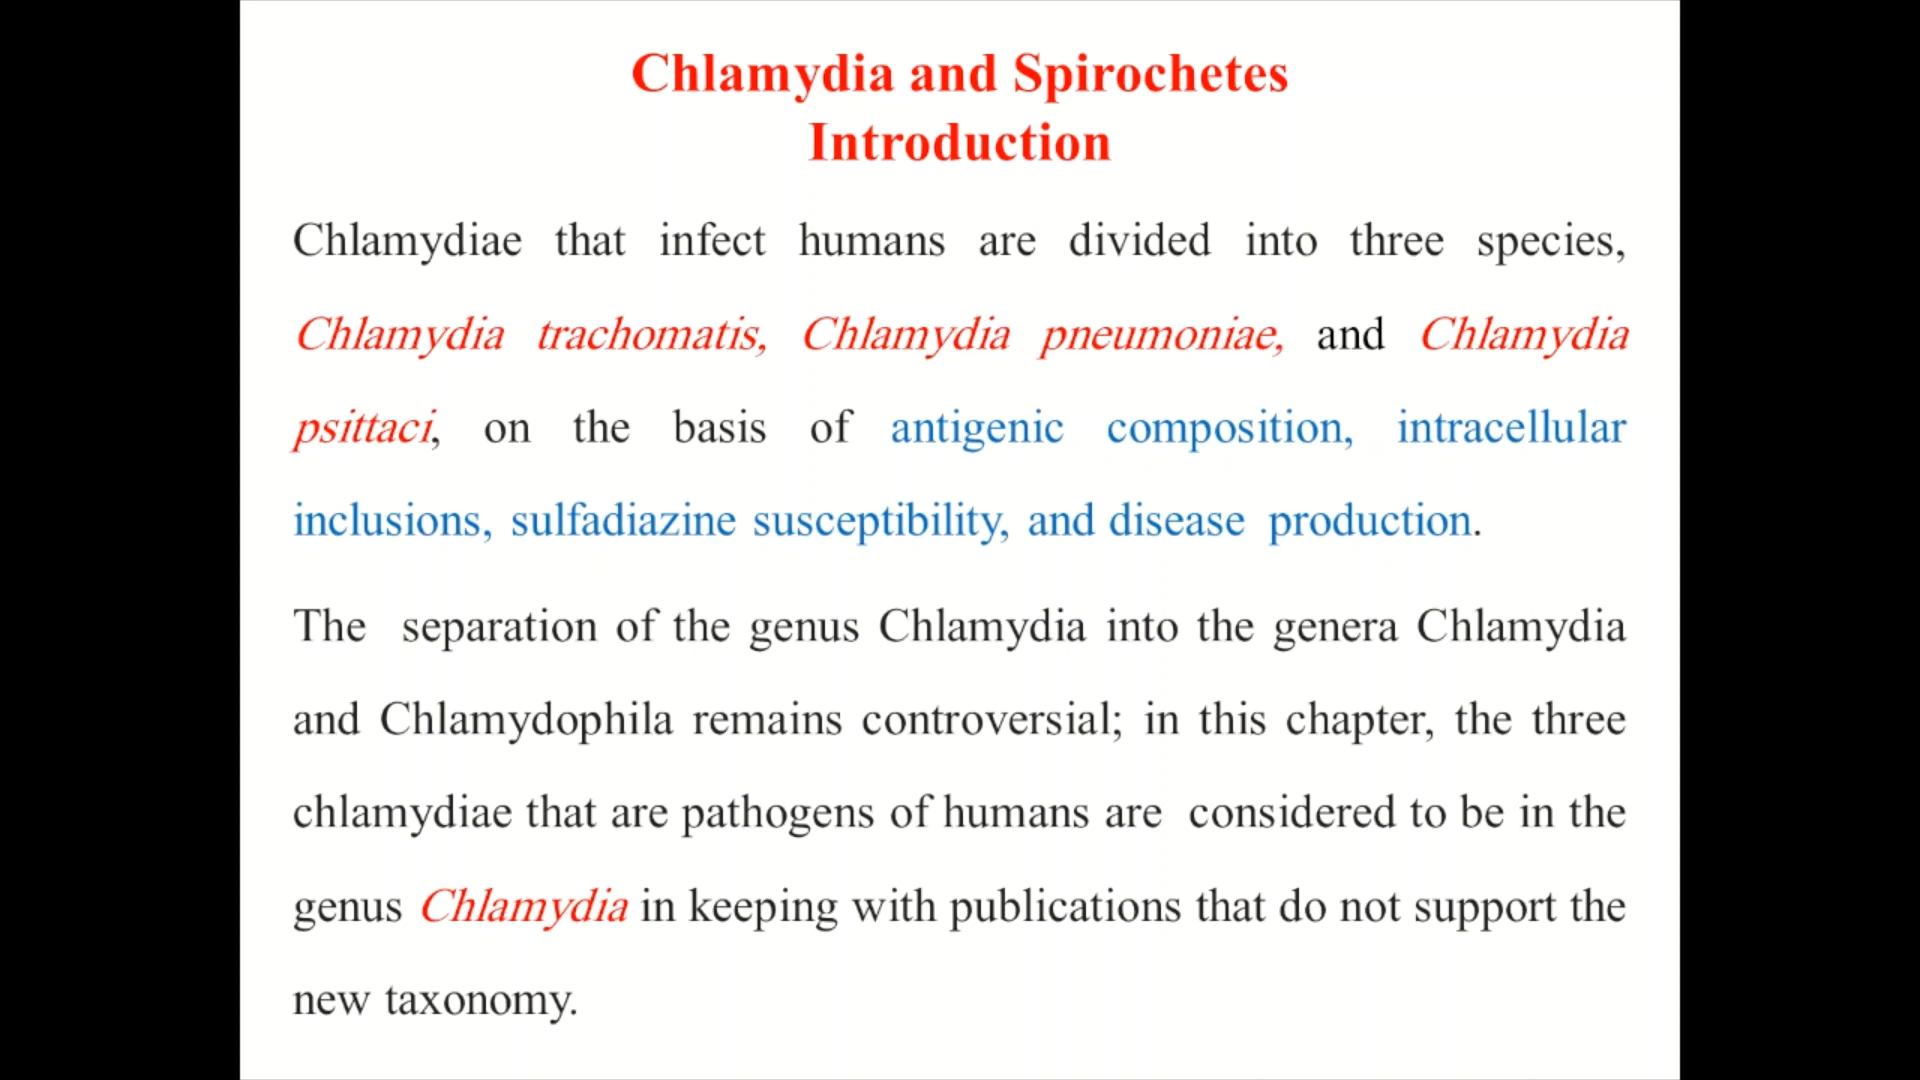 Chlamydia and Spirochetes
Introduction
Chlamydiae that infect humans are divided into three species,
Chlamydia trachomatis, Chlamydia pneumoniae, and Chlamydia
psittaci, on the basis of antigenic composition, intracellular
inclusions, sulfadiazine susceptibility, and disease production.
The separation of the genus Chlamydia into the genera Chlamydia
and Chlamydophila remains controversial; in this chapter, the three
chlamydiae that are pathogens of humans are considered to be in the
genus Chlamydia in keeping with publications that do not support the
new taxonomy.